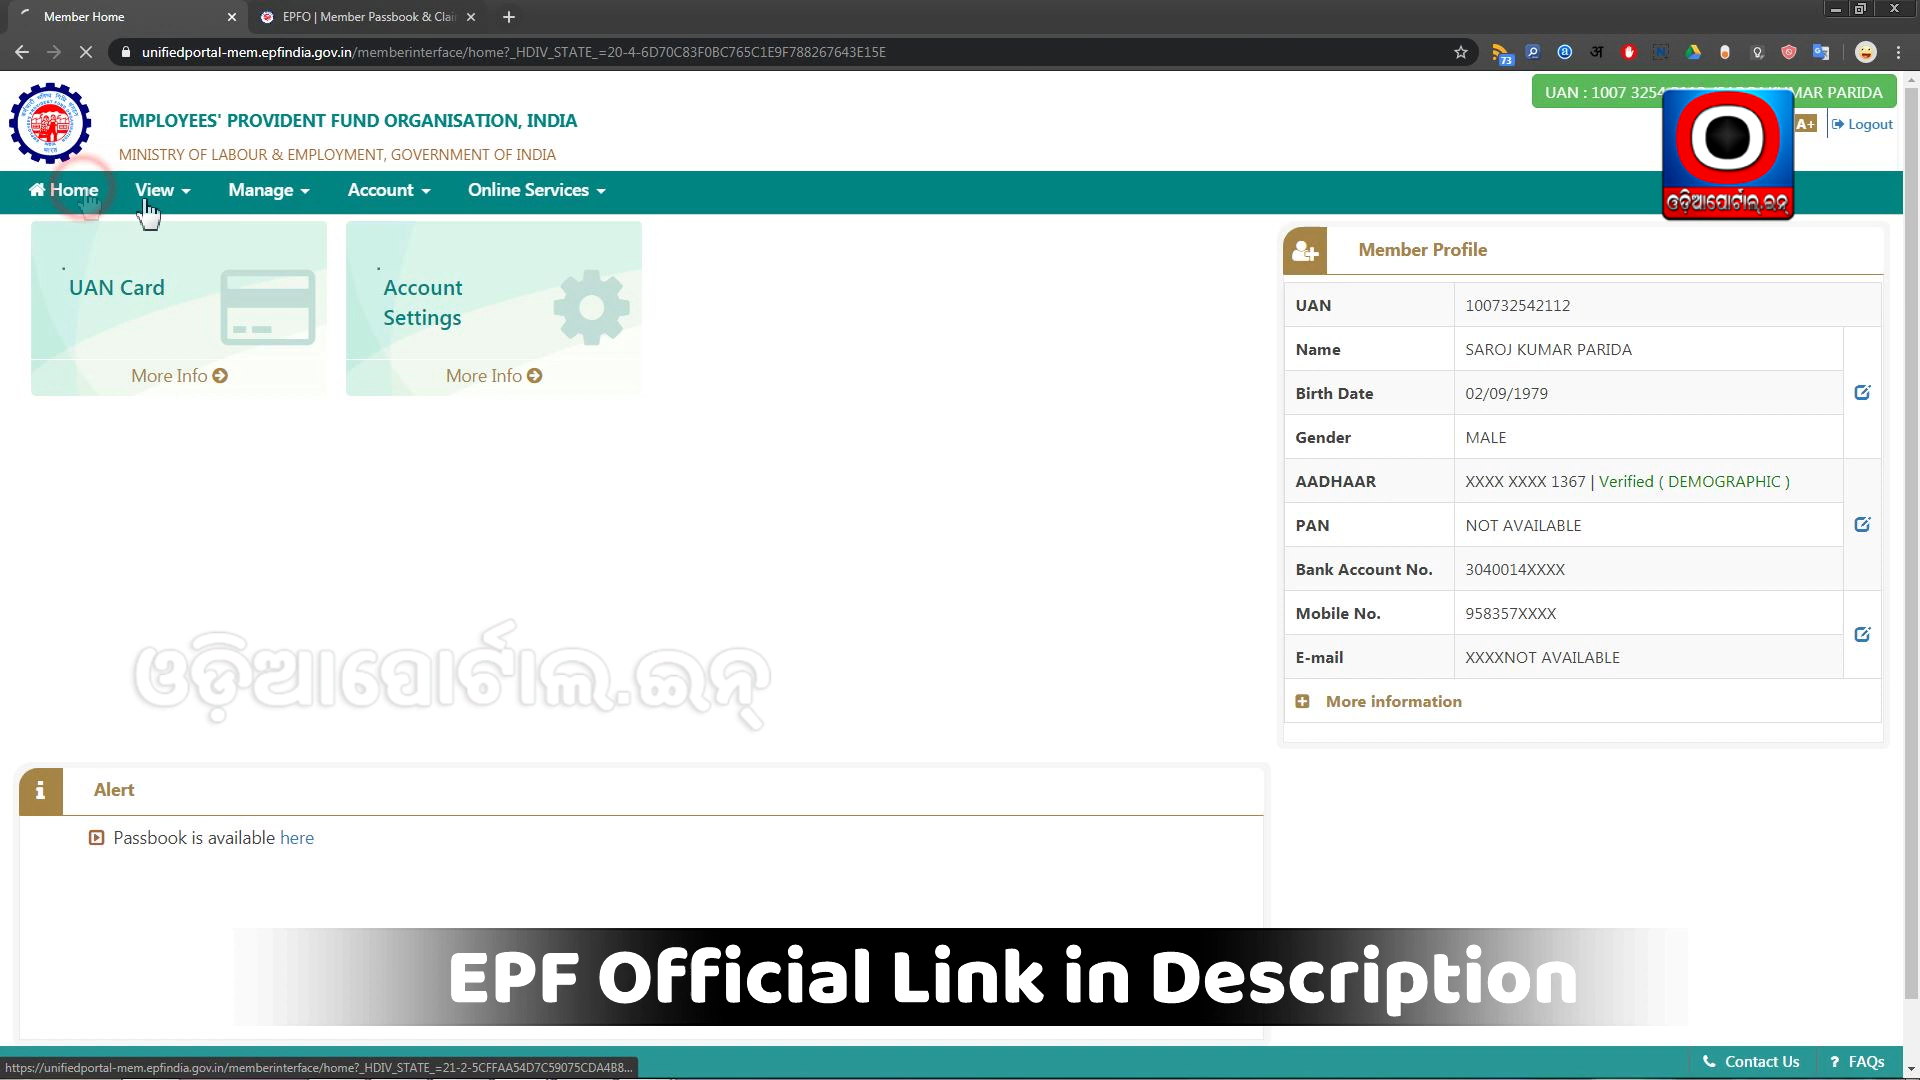 Member Home
EPFO | Member Passbook & Clai
unifiedportal-mem.epfindia.gov.in/memberinterface/home?_HDIV_STATE_=20-4-6D70C83F0BC765C1E9F788267643E15E
73
UAN : 1007 3254 MAR PARIDA
EMPLOYEES' PROVIDENT FUND ORGANISATION, INDIA
A+ Logout
MINISTRY OF LABOUR & EMPLOYMENT, GOVERNMENT OF INDIA
ଓଡ଼ିଆପୋର୍ଟାଲ୍.ଇନ୍
Home View Manage Account Online Services
UAN Card
More Info
Account
Settings
More Info
Member Profile
UAN 100732542112
Name SAROJ KUMAR PARIDA
Birth Date 02/09/1979
Gender MALE
AADHAAR XXXX XXXX 1367 | Verified ( DEMOGRAPHIC )
PAN NOT AVAILABLE
Bank Account No. 3040014XXXX
Mobile No. 958357XXXX
E-mail XXXXNOT AVAILABLE
More information
ଓଡ଼ିଆପୋର୍ଟାଲ୍.ଇନ୍
Alert
Passbook is available here
EPF Official Link in Description
Contact Us ? FAQs
https://unifiedportal-mem.epfindia.gov.in/memberinterface/home?_HDIV_STATE_=21-2-5CFFAA54D7C59075CDA4B8...